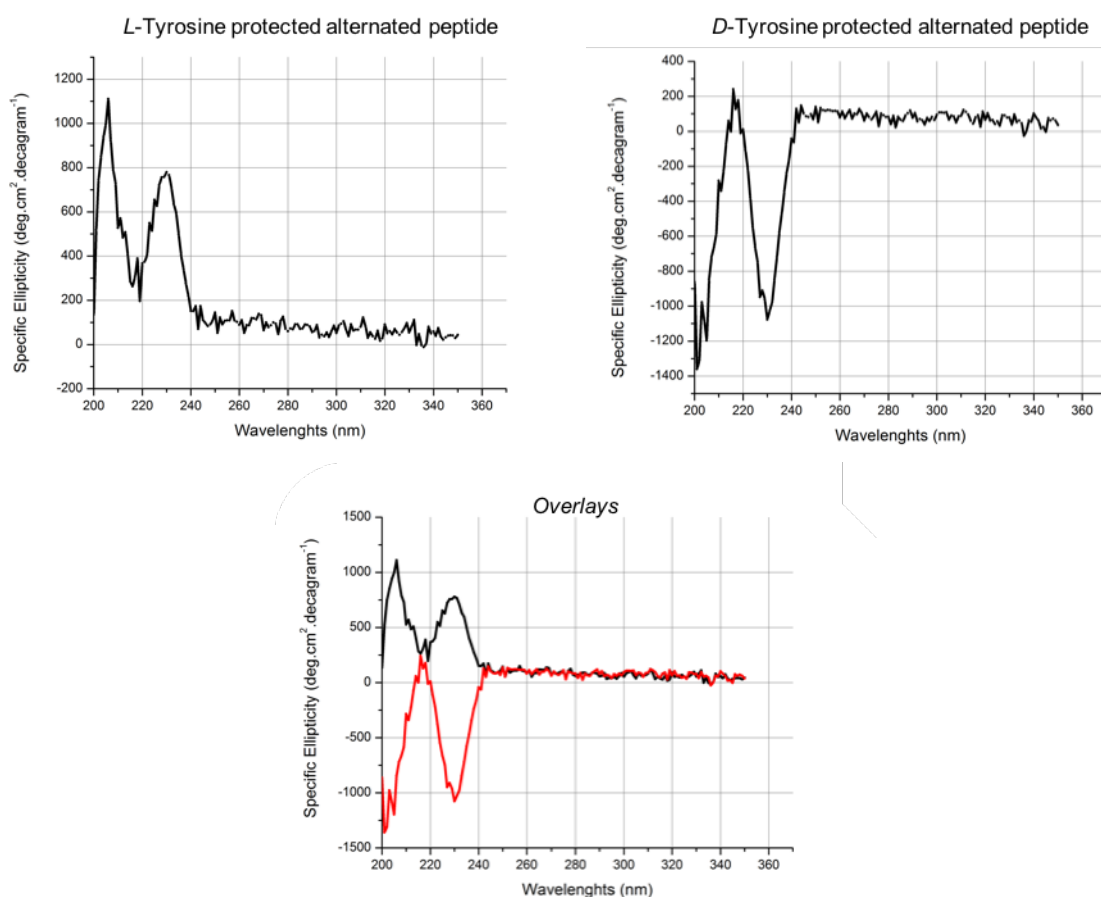 L-Tyrosine protected alternated peptide
Specific Ellipticity (deg.cm².decagram⁻¹)
1200
1000
800
600
400
200
0
-200
200 220 240 260 280 300 320 340 360
Wavelenghts (nm)
D-Tyrosine protected alternated peptide
Specific Ellipticity (deg.cm².decagram⁻¹)
400
200
0
-200
-400
-600
-800
-1000
-1200
-1400
200 220 240 260 280 300 320 340 360
Wavelenghts (nm)
Overlays
Specific Ellipticity (deg.cm².decagram⁻¹)
1500
1000
500
0
-500
-1000
-1500
200 220 240 260 280 300 320 340 360
Wavelenghts (nm)